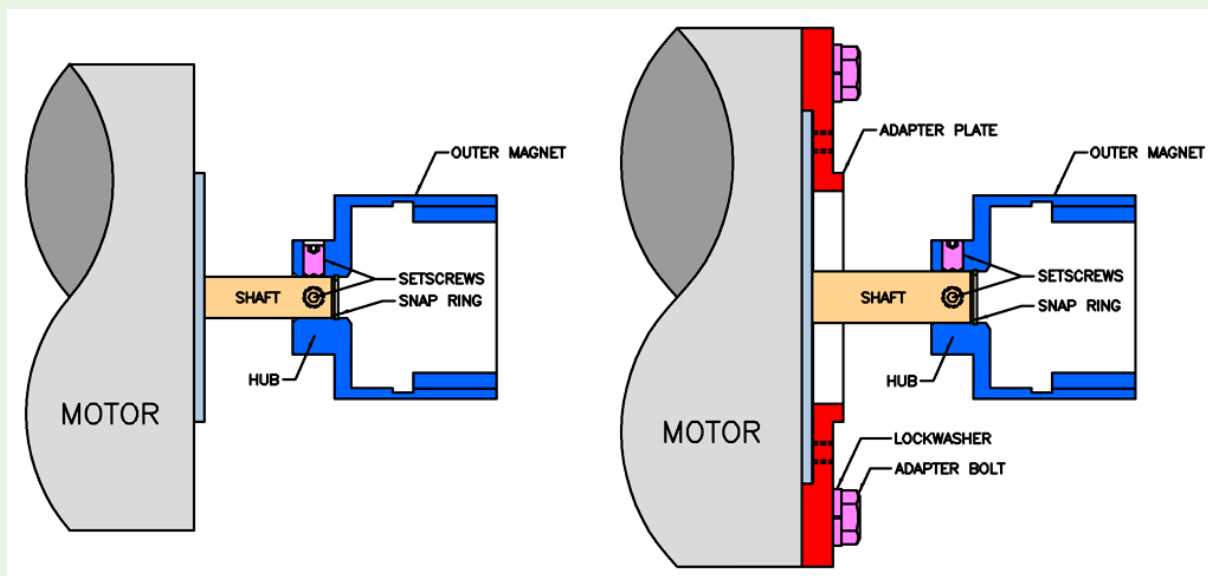 OUTER MAGNET
SETSCREWS
SHAFT
SNAP RING
HUB
MOTOR
ADAPTER PLATE
OUTER MAGNET
SETSCREWS
SHAFT
SNAP RING
HUB
MOTOR
LOCKWASHER
ADAPTER BOLT